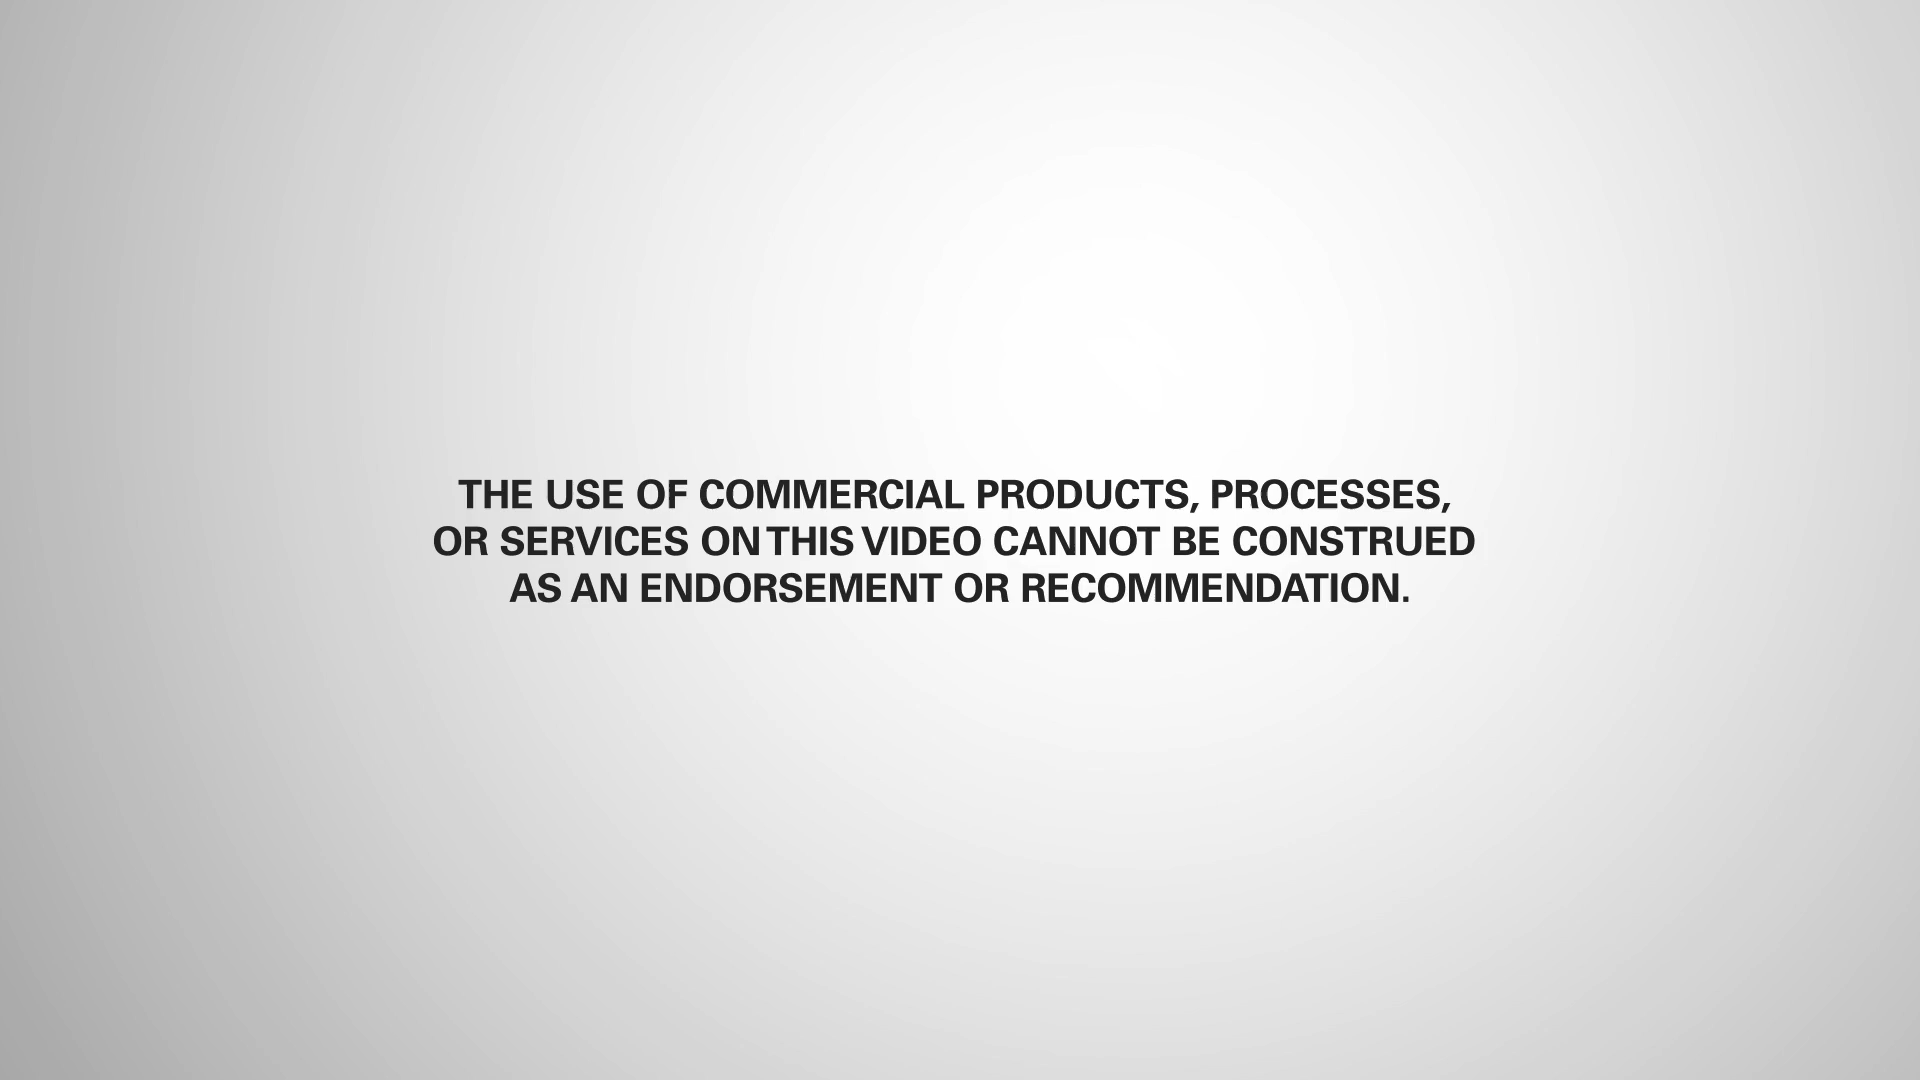 THE USE OF COMMERCIAL PRODUCTS, PROCESSES,
OR SERVICES ON THIS VIDEO CANNOT BE CONSTRUED
AS AN ENDORSEMENT OR RECOMMENDATION.